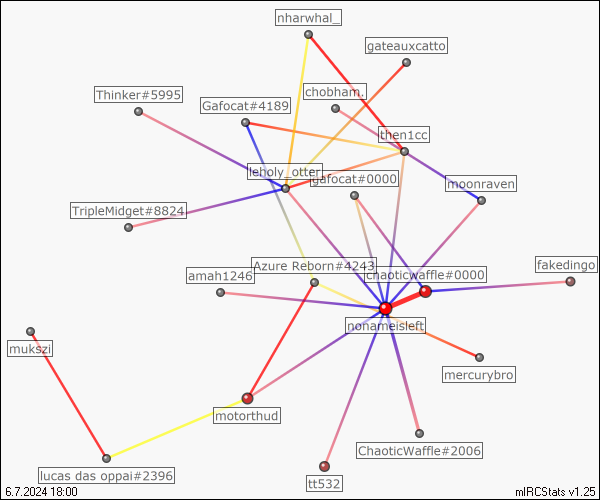 nharwhal_
gateauxcatto
Thinker#5995
chobham.
Gafocat#4189
then1cc
leboly_otter
gafocat#0000
moonraven
TripleMidget#8824
Azure Reborn#4243
chaoticwaffle#0000
fakedingo
amah1246
nonameisleft
mukszi
mercurybro
motorthud
ChaoticWaffle#2006
lucas das oppai#2396
tt532
6.7.2024 18:00
mIRCStats v1.25